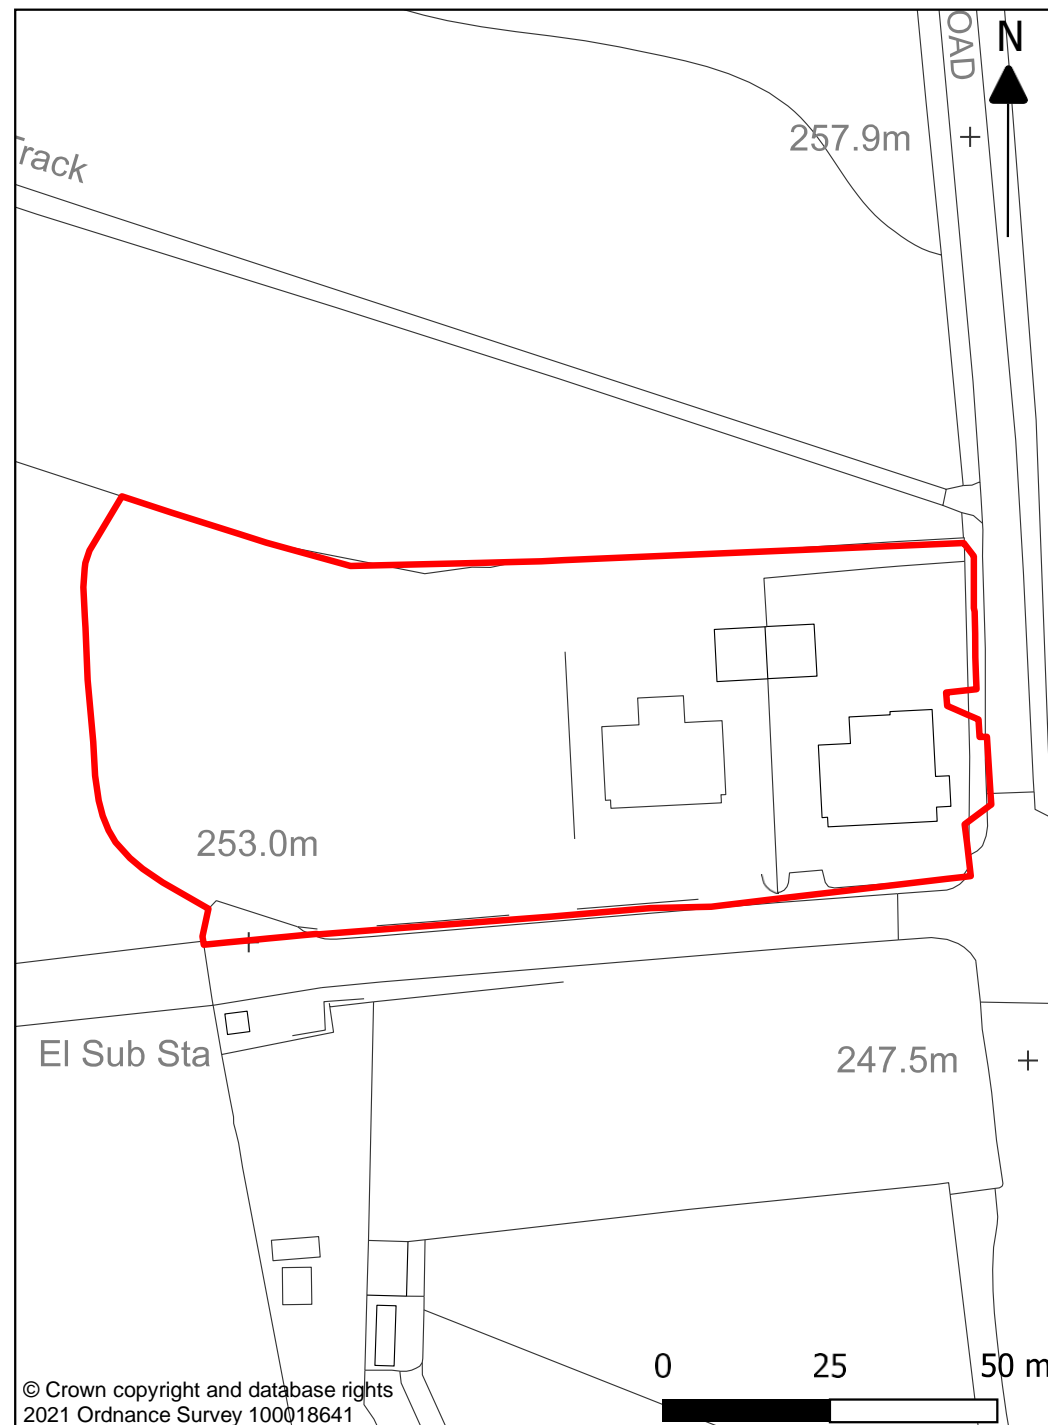 OAD
N
257.9m
Track
253.0m
El Sub Sta
247.5m
0 25 50 m
© Crown copyright and database rights
2021 Ordnance Survey 100018641